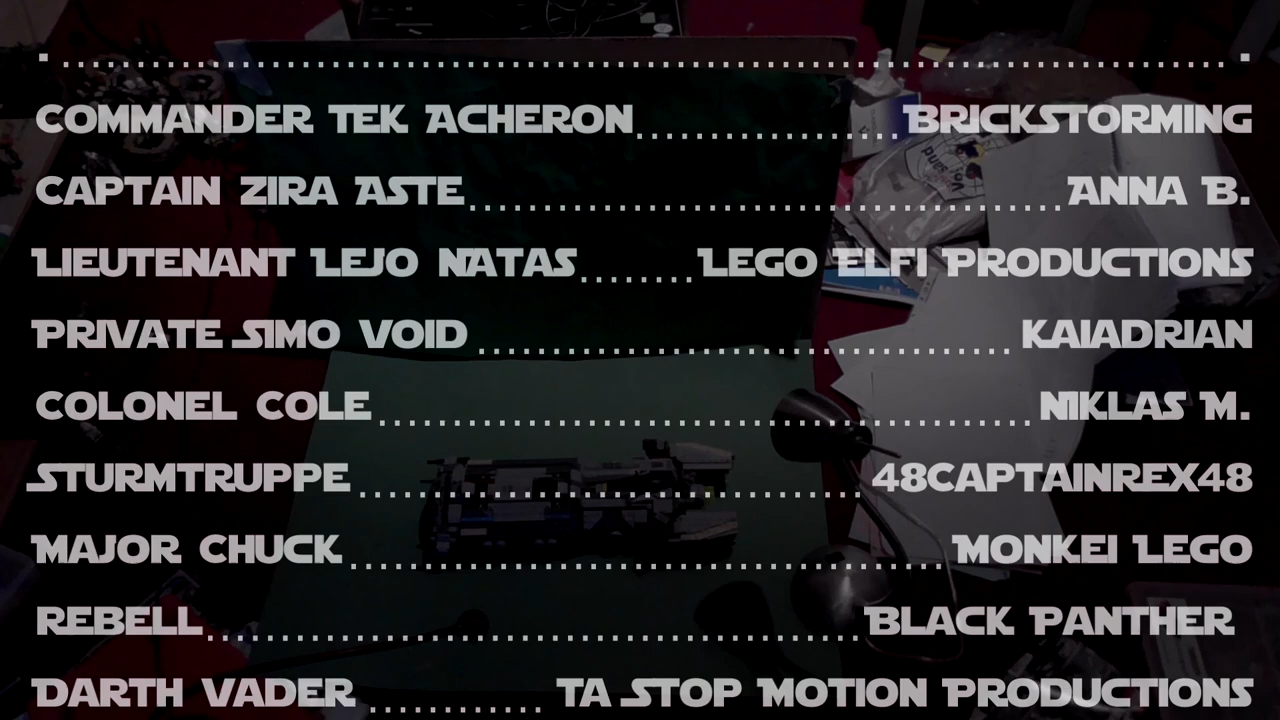 . ............................................................................. .
Commander Tek Acheron.................. Brickstorming
Captain Zira Aste........................................ Anna B.
Lieutenant Lejo Natas........ Lego Elfi Productions
Private Simo Void .................................... Kaiadrian
Colonel Cole............................................ Niklas M.
Sturmtruppe .................................. 48CaptainRex48
Major Chuck ........................................ Monkei Lego
Rebell............................................ Black Panther
Darth Vader ............ TA Stop Motion Productions